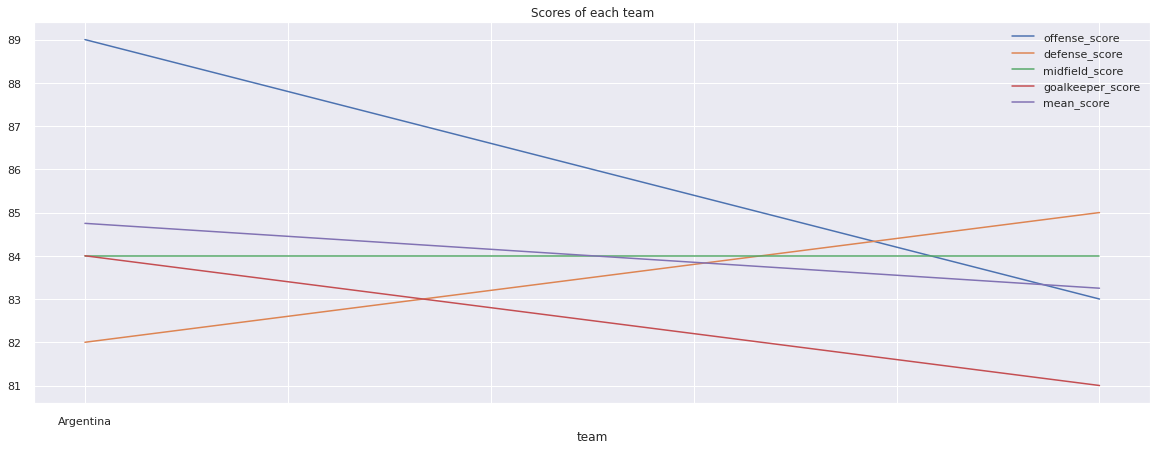 Scores of each team
89
88
87
86
85
84
83
82
81
offense_score
defense_score
midfield_score
goalkeeper_score
mean_score
Argentina
team